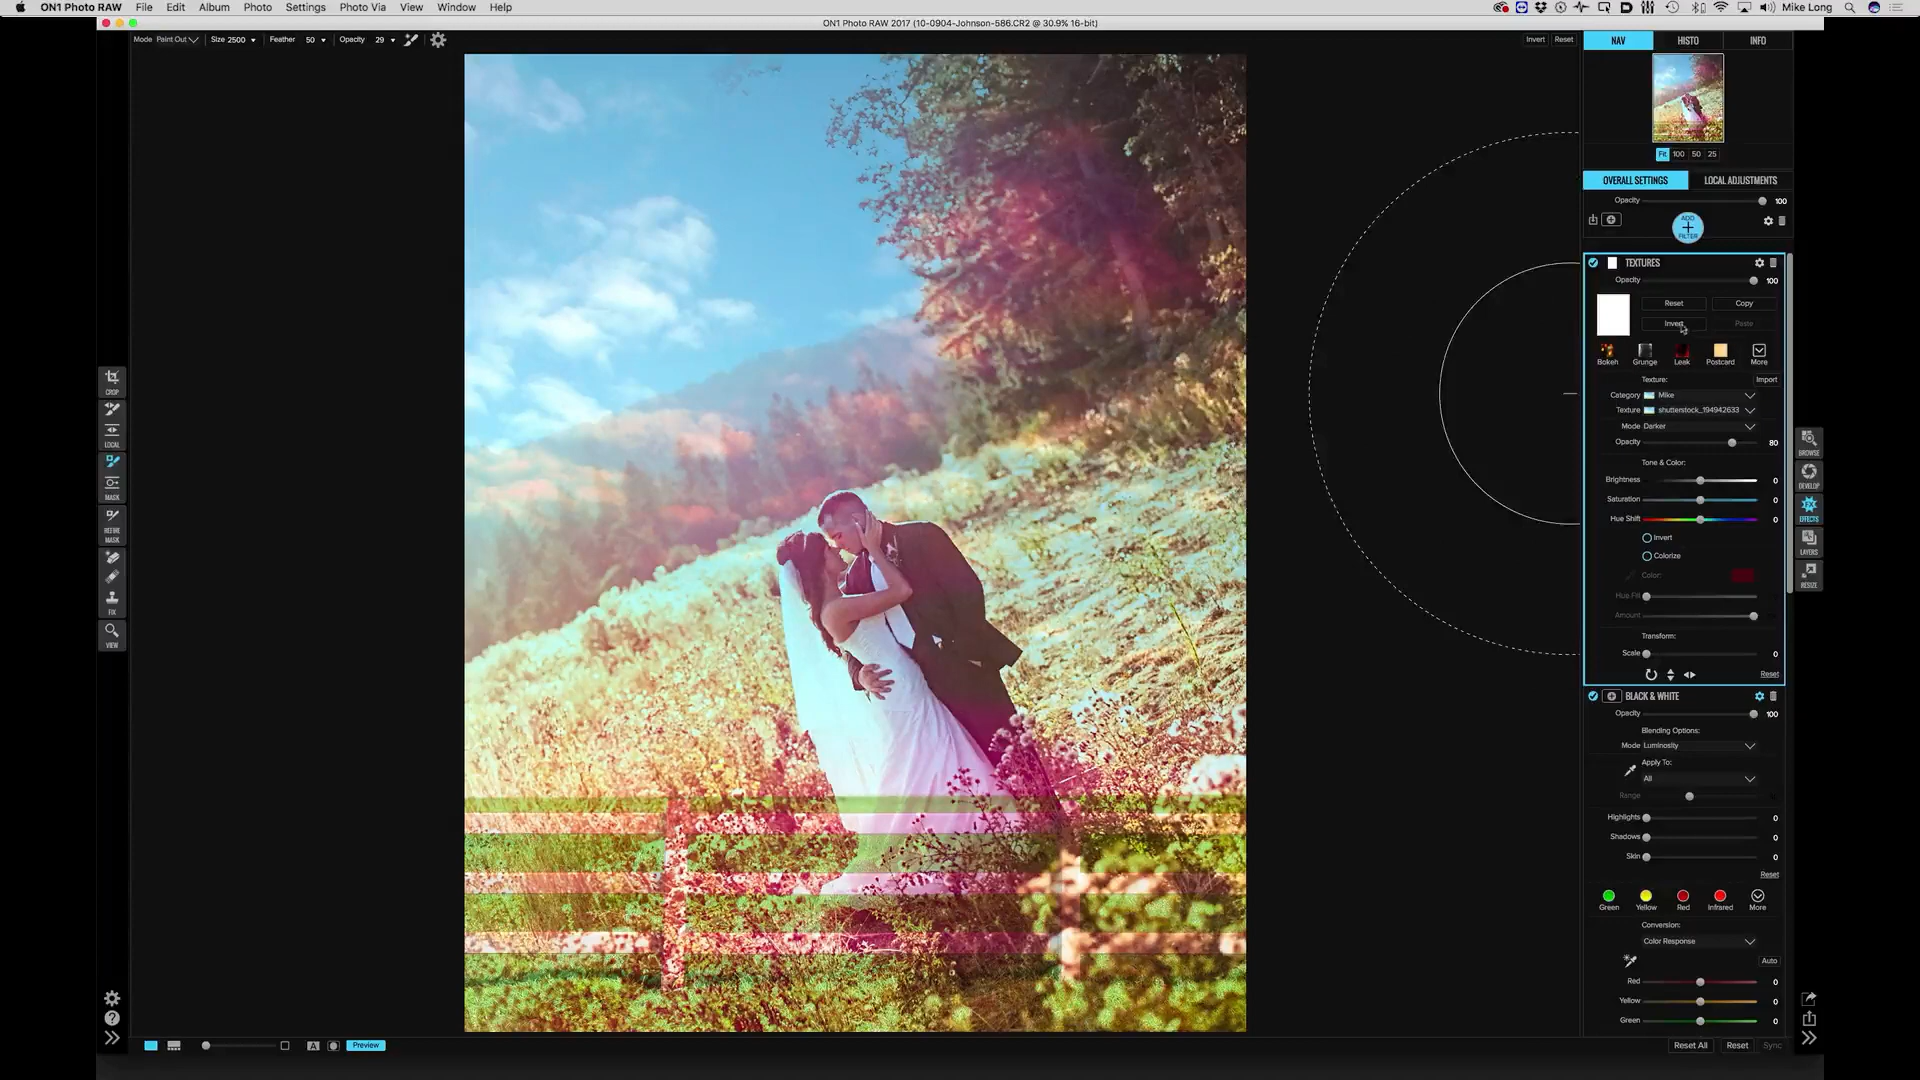 ON1 Photo RAW File Edit Album Photo Settings Photo Via View Window Help Mike Long
ON1 Photo RAW 2017 (10-0904-Johnson-586.CR2 @ 30.9% 16-bit)
Mode Paint Out Size 2500 Feather 50 Opacity 29 Invert Reset
NAV HISTO INFO
Fit 100 50 25
OVERALL SETTINGS LOCAL ADJUSTMENTS
Opacity 100
ADD
FILTER
TEXTURES
Opacity 100
Reset Copy
Invert Paste
Bokeh Grunge Leak Postcard More
Texture: Import
Category Mike
Texture shutterstock_194942633
Mode Darker
Opacity 80
Tone & Color:
Brightness 0
Saturation 0
Hue Shift 0
Invert
Colorize
Color:
Hue Fill
Amount
Transform:
Scale 0
Reset
BLACK & WHITE
Opacity 100
Blending Options:
Mode Luminosity
Apply To:
All
Range
Highlights 0
Shadows 0
Skin 0
Reset
Green Yellow Red Infrared More
Conversion:
Color Response
Auto
Red 0
Yellow 0
Green 0
CROP
LOCAL
MASK
REFINE
MASK
FIX
VIEW
BROWSE
DEVELOP
EFFECTS
LAYERS
RESIZE
A Preview Reset All Reset Sync